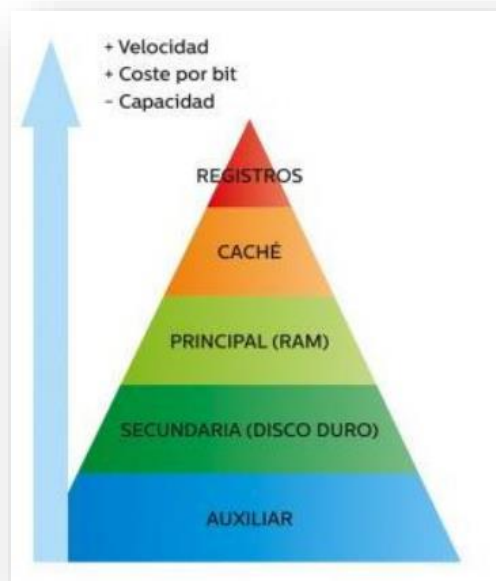 + Velocidad
+ Coste por bit
- Capacidad
REGISTROS
CACHÉ
PRINCIPAL (RAM)
SECUNDARIA (DISCO DURO)
AUXILIAR